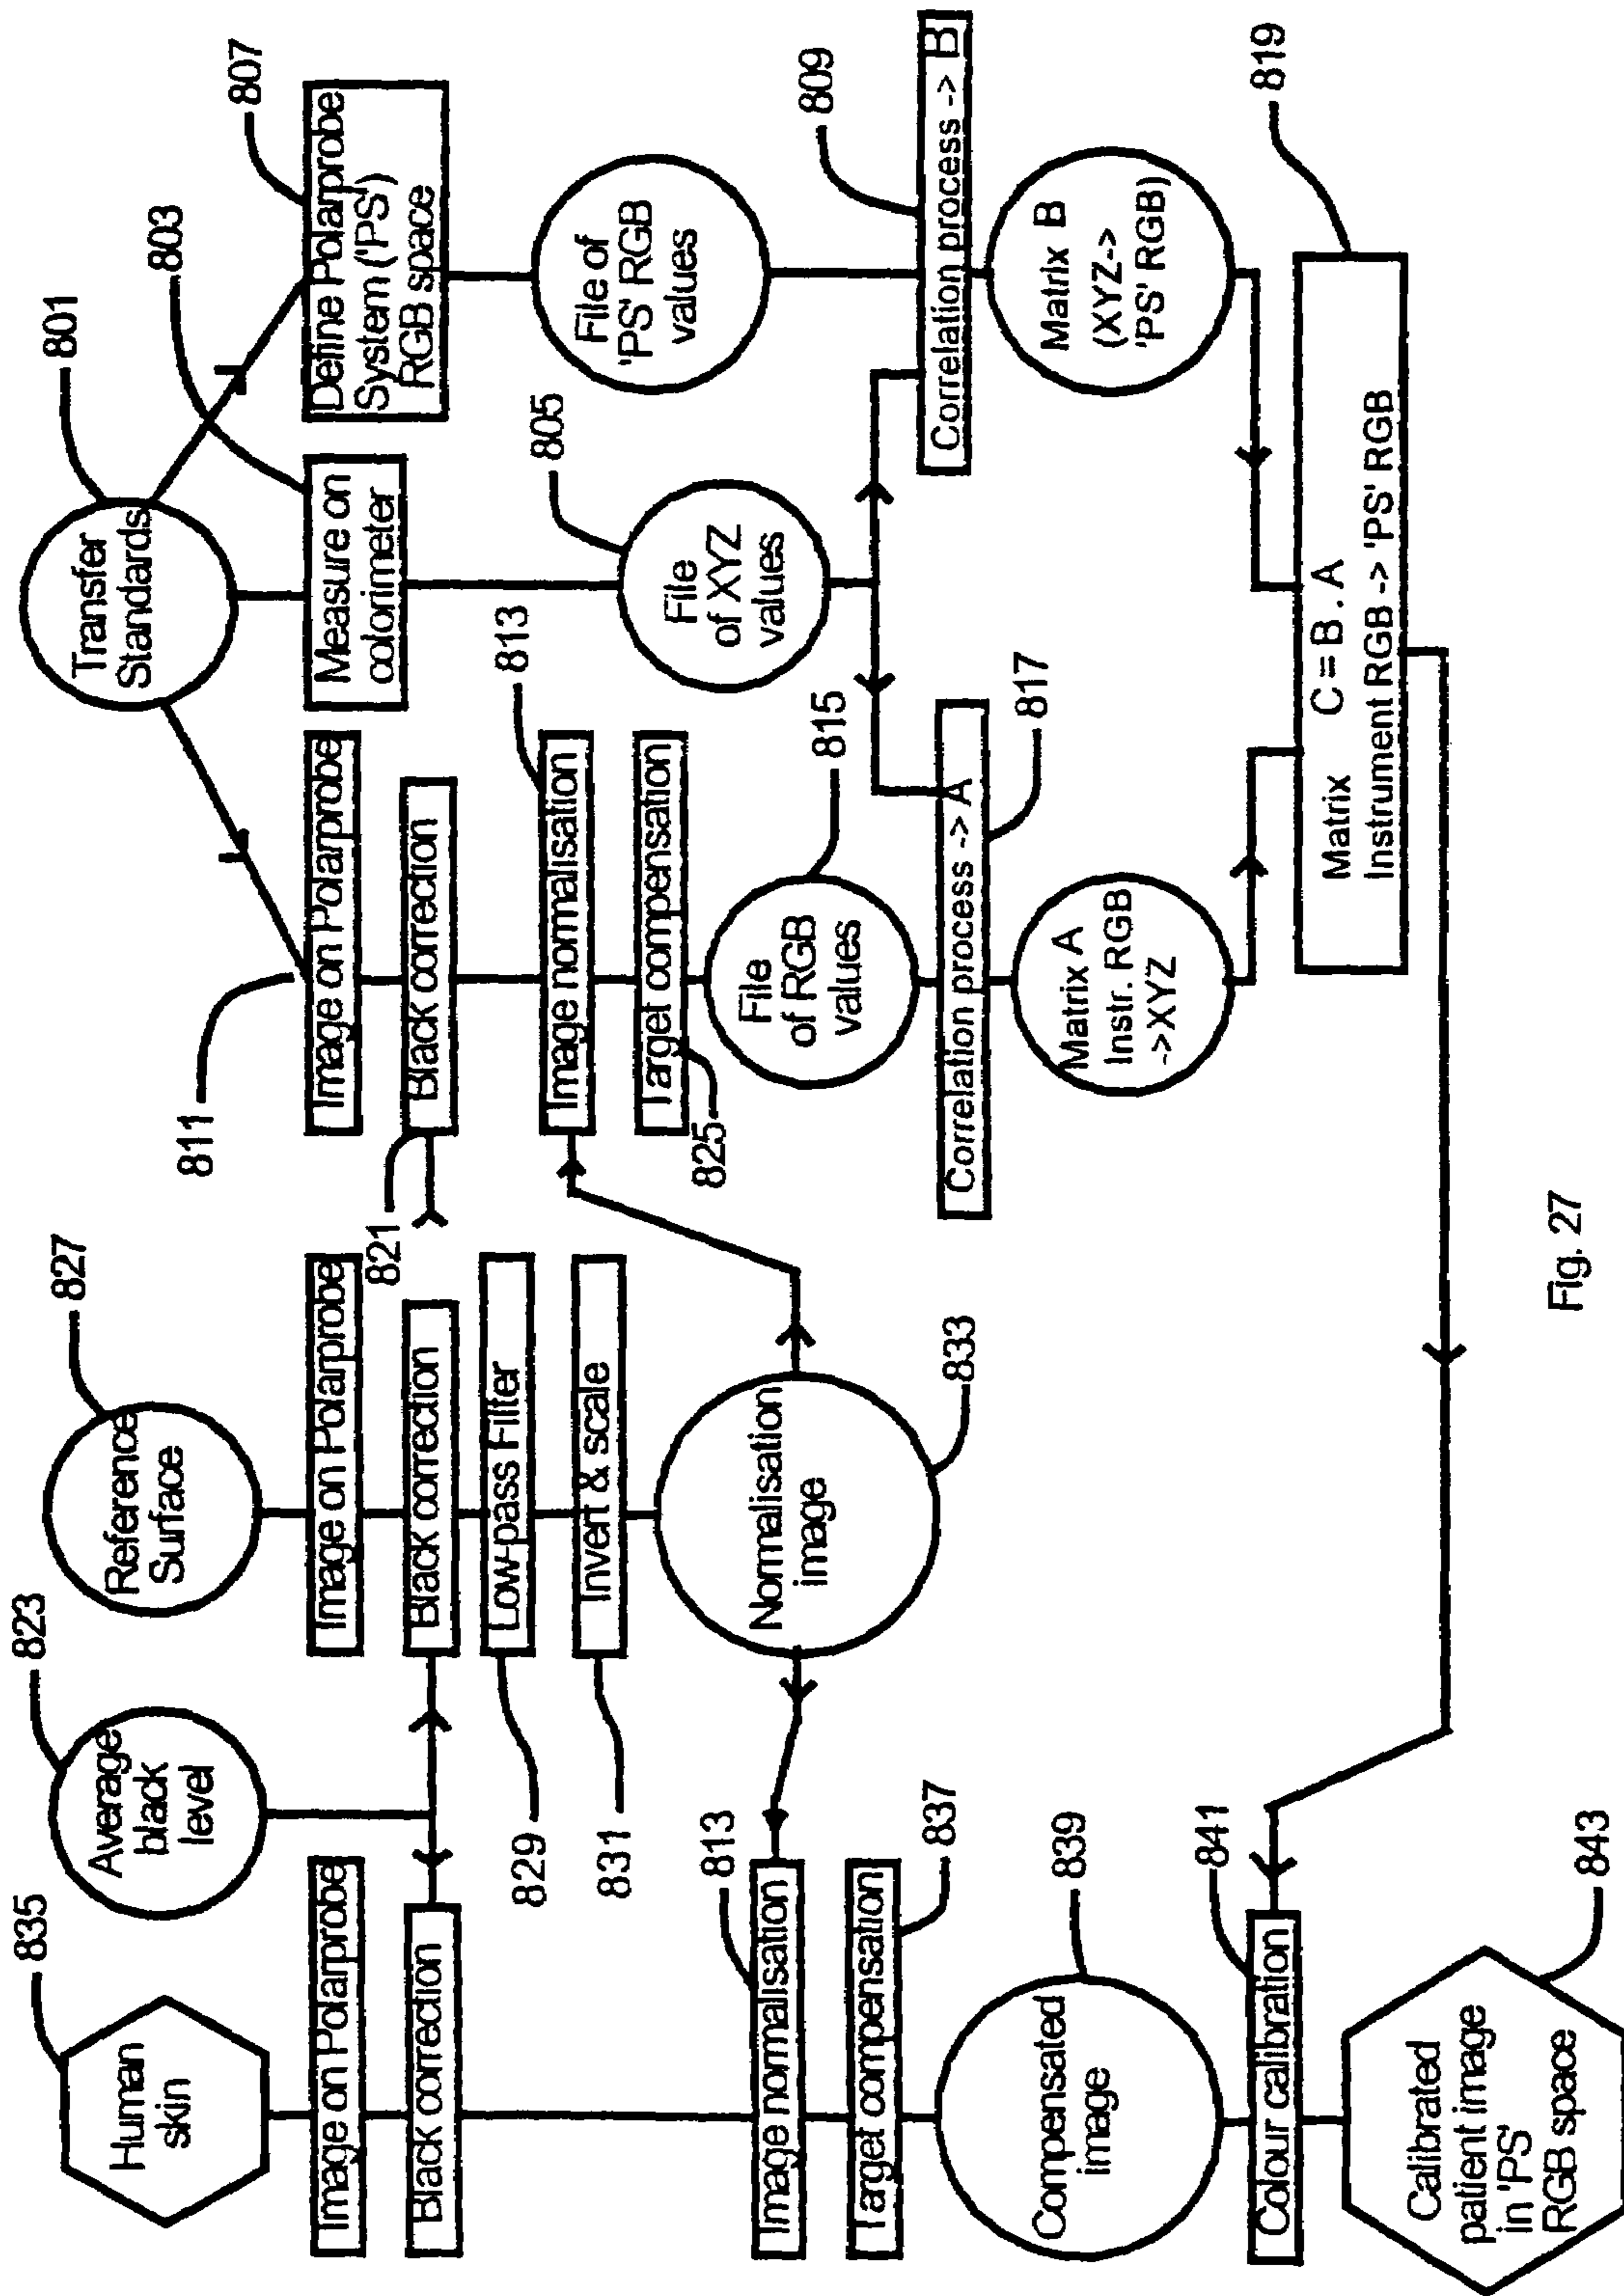 835
Human
skin
Image on Polarprobe
Black correction
813
Image normalisation
Target compensation
837
Compensated
image
839
841
Colour calibration
Calibrated
patient image
in 'PS'
RGB space
843
823
Average
black
level
827
Reference
Surface
Image on Polarprobe
Black correction
Low-pass Filter
829
Invert & scale
831
Normalisation
image
833
801
Transfer
Standards
811
Image on Polarprobe
821
Black correction
813
Image normalisation
Target compensation
825
815
File
of RGB
values
Correlation process -> A
817
Matrix A
Instr. RGB
->XYZ
803
Measure on
colorimeter
805
File
of XYZ
values
807
Define Polarprobe
System ('PS')
RGB space
File of
'PS' RGB
values
809
Correlation process -> B
Matrix B
(XYZ->
'PS' RGB)
819
Matrix C = B . A
Instrument RGB -> 'PS' RGB
Fig. 27